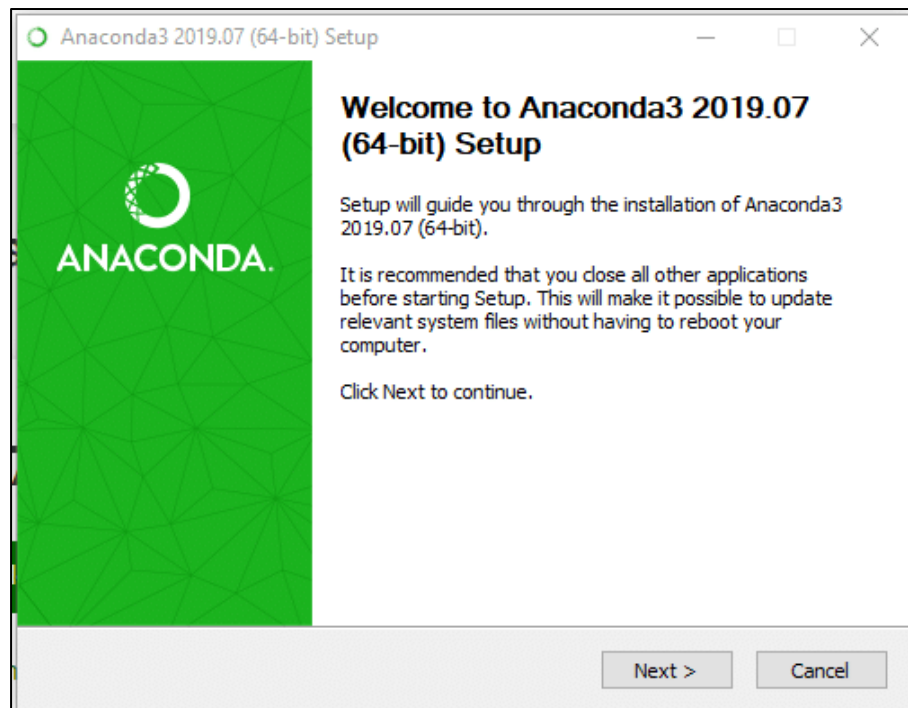 Anaconda3 2019.07 (64-bit) Setup
ANACONDA.
Welcome to Anaconda3 2019.07
(64-bit) Setup
Setup will guide you through the installation of Anaconda3
2019.07 (64-bit).
It is recommended that you close all other applications
before starting Setup. This will make it possible to update
relevant system files without having to reboot your
computer.
Click Next to continue.
Next >
Cancel